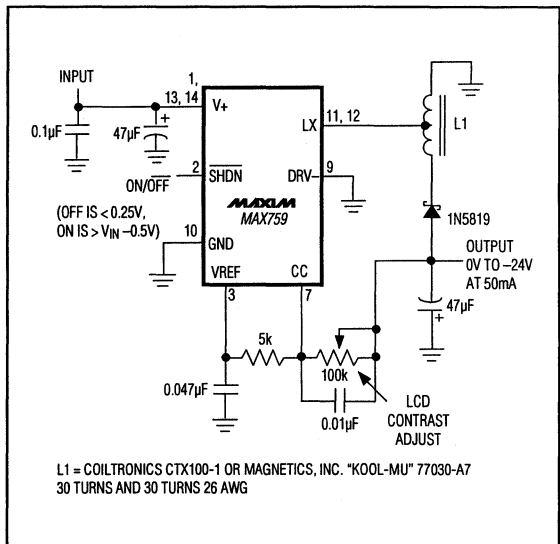 INPUT
1,
13, 14
V+
0.1µF
47µF
+
LX
11, 12
L1
2
SHDN
ON/OFF
DRV–
9
MAXIM
MAX759
1N5819
(OFF IS < 0.25V,
ON IS > VIN –0.5V)
10
GND
OUTPUT
0V TO –24V
AT 50mA
VREF
CC
3
7
47µF
+
5k
100k
0.047µF
0.01µF
LCD
CONTRAST
ADJUST
L1 = COILTRONICS CTX100-1 OR MAGNETICS, INC. "KOOL-MU" 77030-A7
30 TURNS AND 30 TURNS 26 AWG